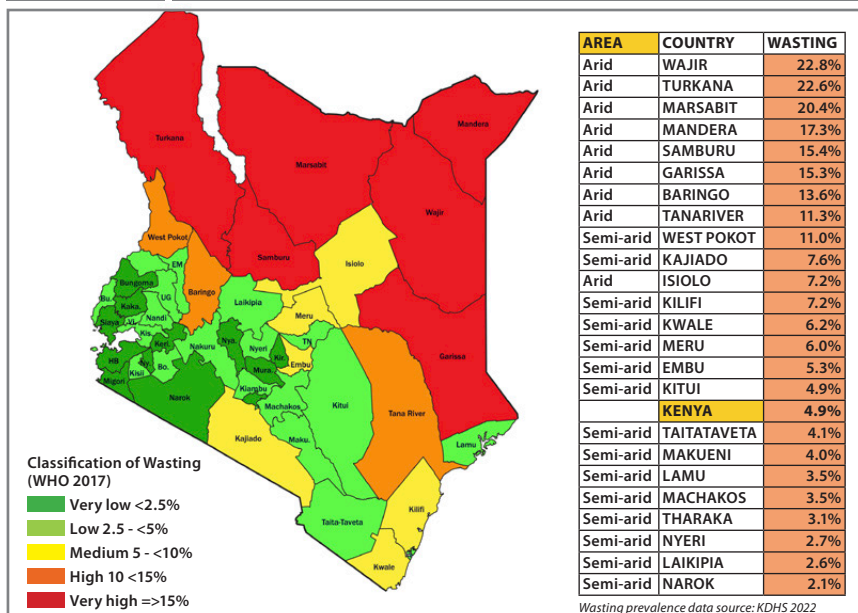 Turkana
Marsabit
Mandera
Wajir
Samburu
West Pokot
Isiolo
Baringo
EM
Bungoma
UG
Bu.
Kaka.
Laikipia
Meru
Nandi
Siaya
Vi.
Kis.
Keri.
Nakuru
Nya.
Nyeri
TN
Kir.
Embu
Garissa
HB
Ny.
Bo.
Mura.
Kisii
Migori
Kiambu
Kitui
Narok
Machakos
Tana River
Kajiado
Maku.
Lamu
Kilifi
Taita-Taveta
Kwale
Classification of Wasting
(WHO 2017)
Very low <2.5%
Low 2.5 - <5%
Medium 5 - <10%
High 10 <15%
Very high =>15%
AREA COUNTRY WASTING
Arid WAJIR 22.8%
Arid TURKANA 22.6%
Arid MARSABIT 20.4%
Arid MANDERA 17.3%
Arid SAMBURU 15.4%
Arid GARISSA 15.3%
Arid BARINGO 13.6%
Arid TANARIVER 11.3%
Semi-arid WEST POKOT 11.0%
Semi-arid KAJIADO 7.6%
Arid ISIOLO 7.2%
Semi-arid KILIFI 7.2%
Semi-arid KWALE 6.2%
Semi-arid MERU 6.0%
Semi-arid EMBU 5.3%
Semi-arid KITUI 4.9%
KENYA 4.9%
Semi-arid TAITATAVETA 4.1%
Semi-arid MAKUENI 4.0%
Semi-arid LAMU 3.5%
Semi-arid MACHAKOS 3.5%
Semi-arid THARAKA 3.1%
Semi-arid NYERI 2.7%
Semi-arid LAIKIPIA 2.6%
Semi-arid NAROK 2.1%
Wasting prevalence data source: KDHS 2022